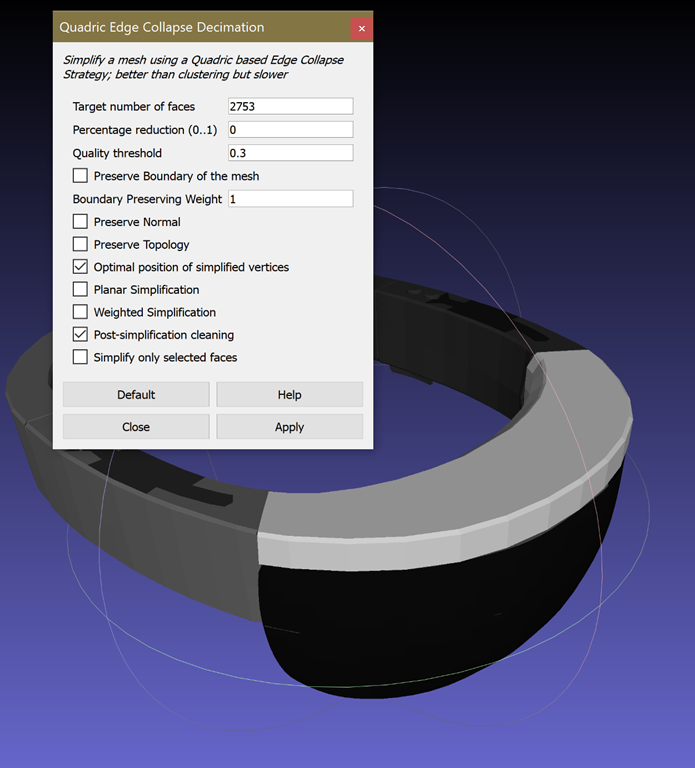 Quadric Edge Collapse Decimation
Simplify a mesh using a Quadric based Edge Collapse
Strategy; better than clustering but slower
Target number of faces 2753
Percentage reduction (0..1) 0
Quality threshold 0.3
Preserve Boundary of the mesh
Boundary Preserving Weight 1
Preserve Normal
Preserve Topology
Optimal position of simplified vertices
Planar Simplification
Weighted Simplification
Post-simplification cleaning
Simplify only selected faces
Default Help
Close Apply